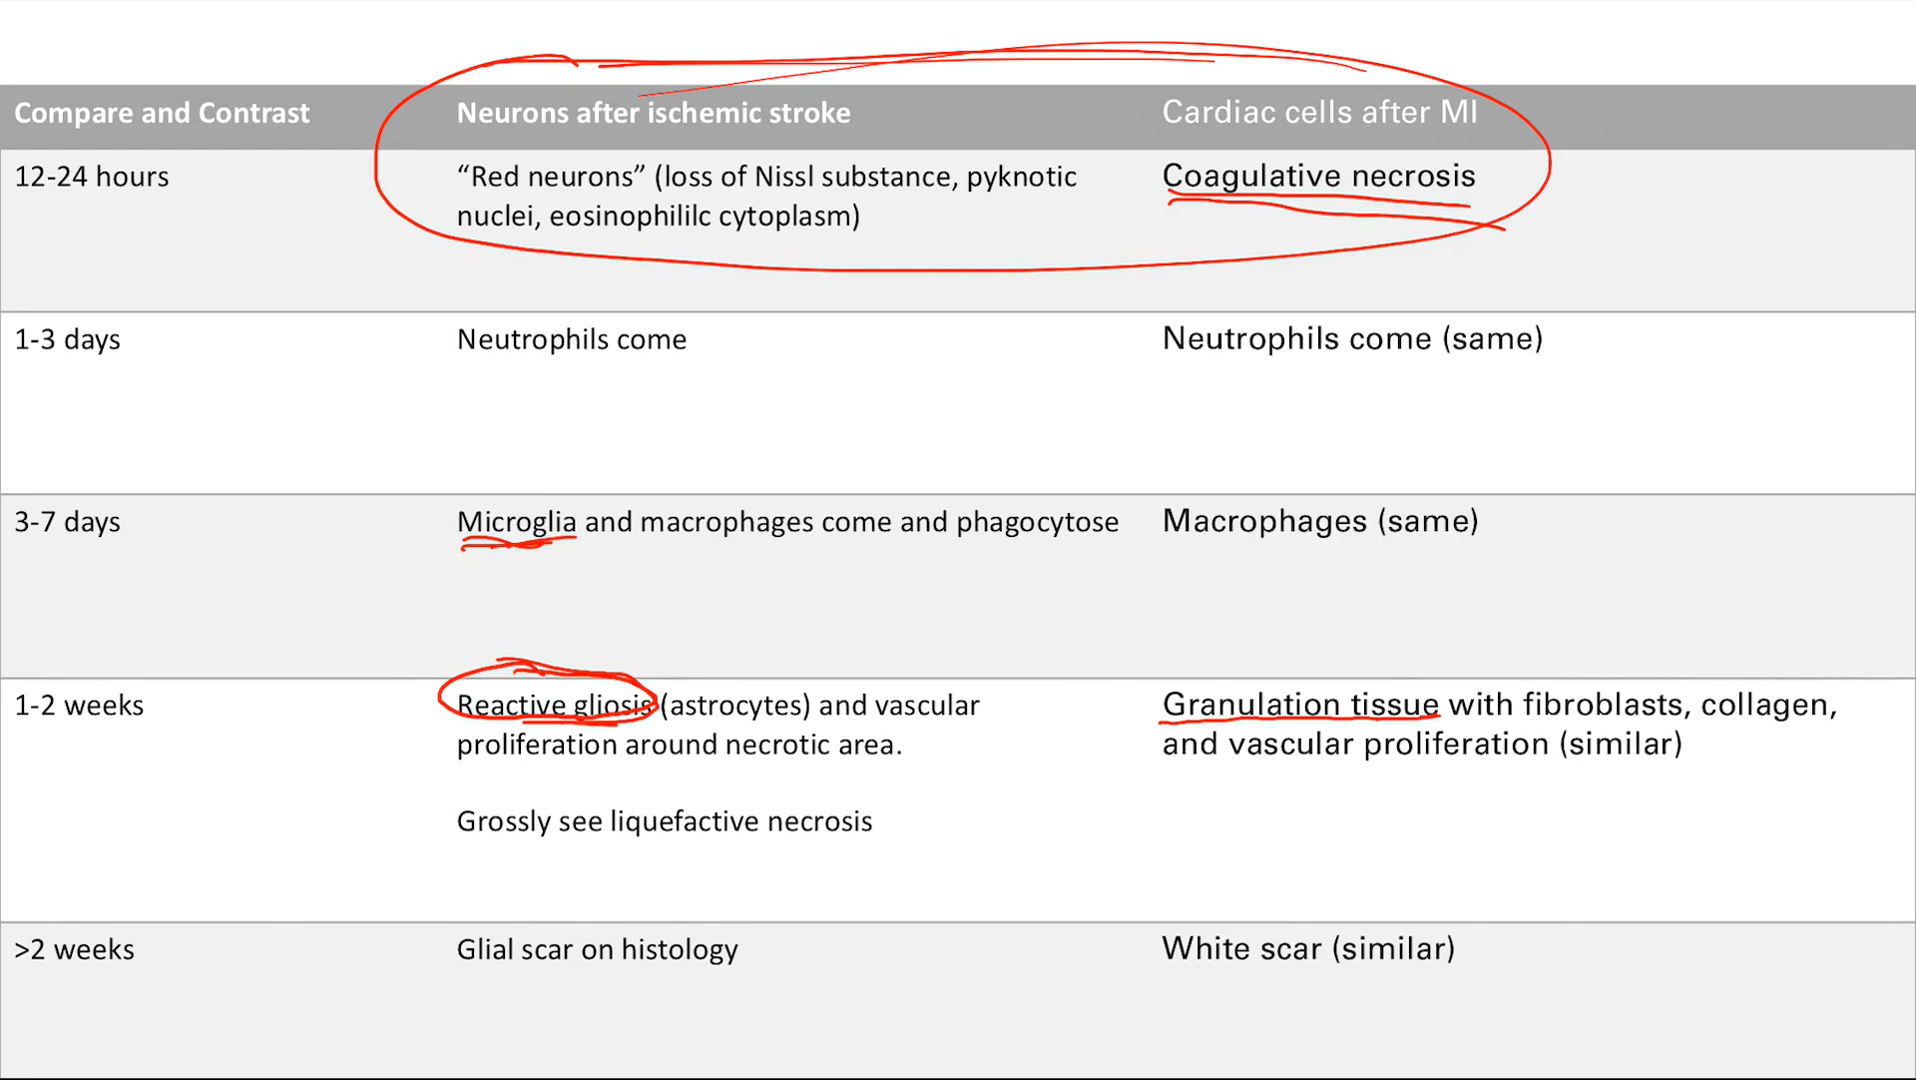 Compare and Contrast
Neurons after ischemic stroke
Cardiac cells after MI
12-24 hours
“Red neurons” (loss of Nissl substance, pyknotic
nuclei, eosinophililc cytoplasm)
Coagulative necrosis
1-3 days
Neutrophils come
Neutrophils come (same)
3-7 days
Microglia and macrophages come and phagocytose
Macrophages (same)
1-2 weeks
Reactive gliosis (astrocytes) and vascular
proliferation around necrotic area.
Grossly see liquefactive necrosis
Granulation tissue with fibroblasts, collagen,
and vascular proliferation (similar)
>2 weeks
Glial scar on histology
White scar (similar)